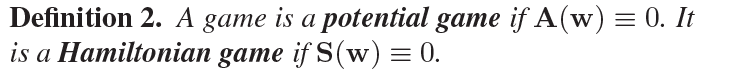 Definition 2. A game is a potential game if A(w) ≡ 0. It
is a Hamiltonian game if S(w) ≡ 0.